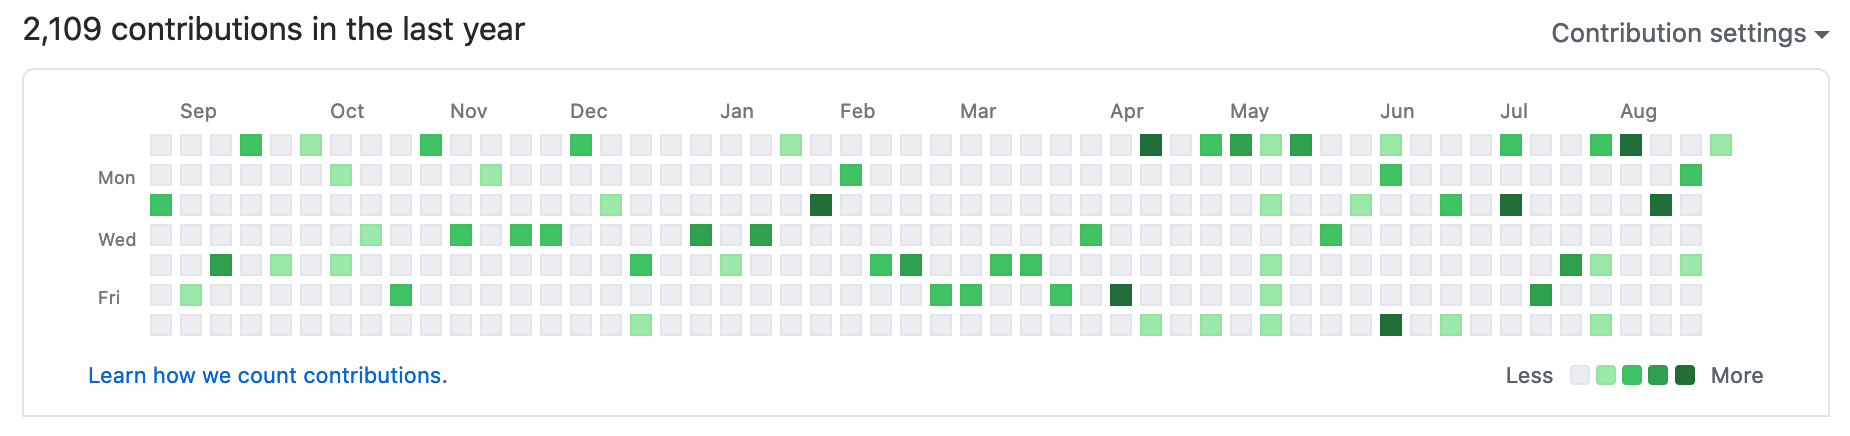 2,109 contributions in the last year
Contribution settings
Sep Oct Nov Dec Jan Feb Mar Apr May Jun Jul Aug
Mon
Wed
Fri
Learn how we count contributions.
Less More